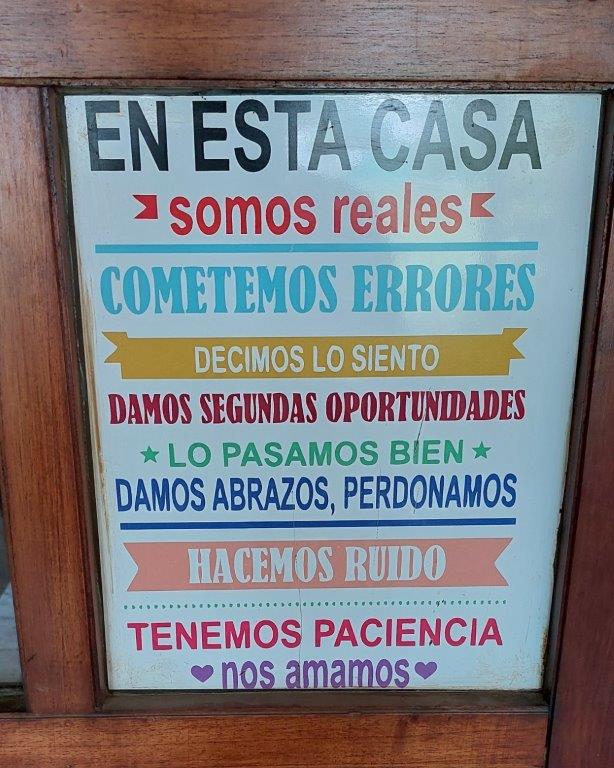 EN ESTA CASA
somos reales
COMETEMOS ERRORES
DECIMOS LO SIENTO
DAMOS SEGUNDAS OPORTUNIDADES
LO PASAMOS BIEN
DAMOS ABRAZOS, PERDONAMOS
HACEMOS RUIDO
TENEMOS PACIENCIA
nos amamos